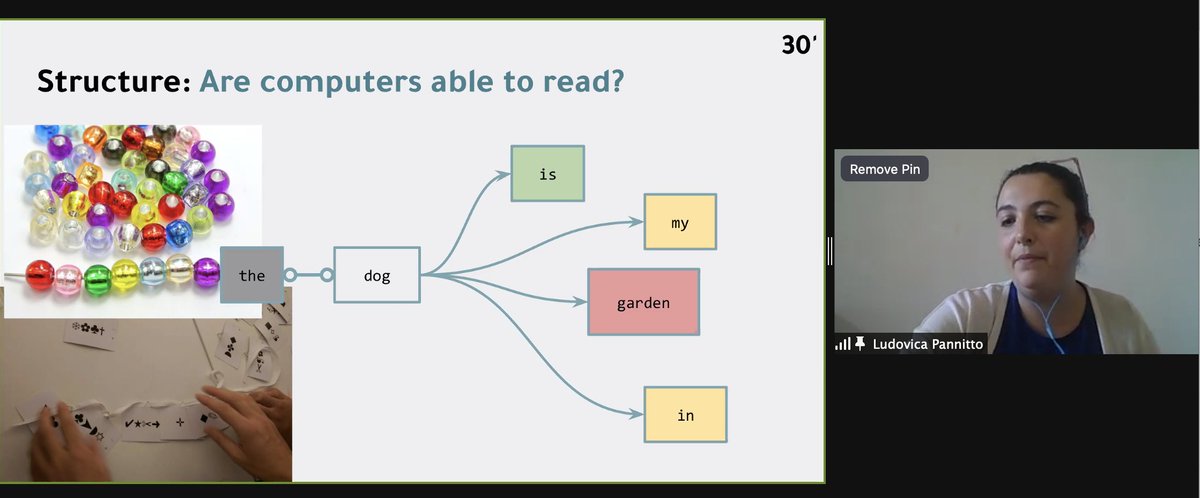 30'
Structure: Are computers able to read?
is
my
the
dog
garden
in
Remove Pin
Ludovica Pannitto